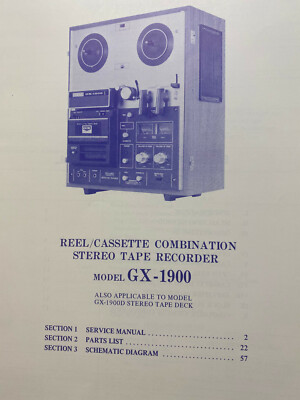 REEL/CASSETTE COMBINATION
STEREO TAPE RECORDER
MODEL GX-1900
ALSO APPLICABLE TO MODEL
GX-1900D STEREO TAPE DECK
SECTION 1 SERVICE MANUAL . . . . . . . . . . . . . . . . . . . . 2
SECTION 2 PARTS LIST . . . . . . . . . . . . . . . . . . . . . . . . 22
SECTION 3 SCHEMATIC DIAGRAM . . . . . . . . . . . . . . . . 57